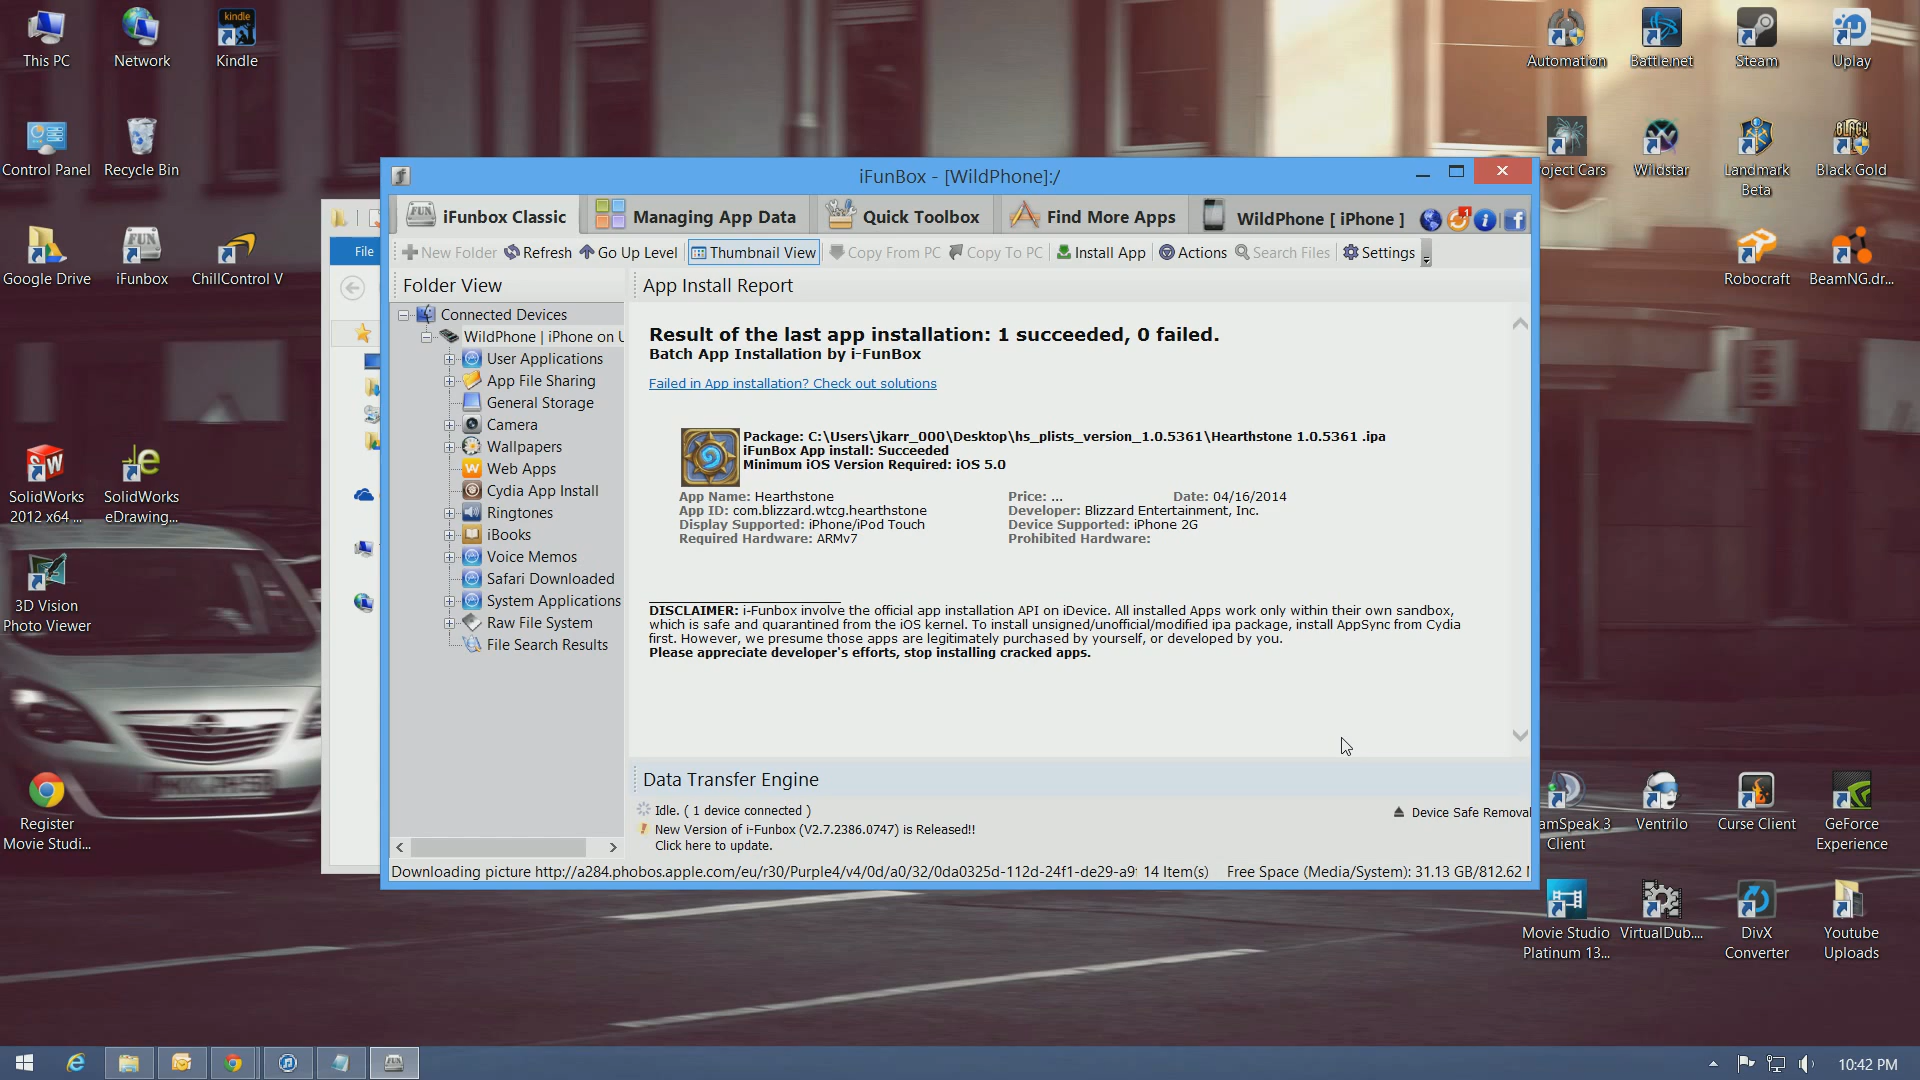 This PC
Network
kindle
Kindle
Automation
Battle.net
Steam
Uplay
Control Panel
Recycle Bin
oject Cars
Wildstar
Landmark
Beta
BLACK
GOLD
Black Gold
Google Drive
FUN
iFunbox
ChillControl V
Robocraft
BeamNG.dr...
SolidWorks
2012 x64 ...
SolidWorks
eDrawing...
3D Vision
Photo Viewer
Register
Movie Studi...
amSpeak 3
Client
Ventrilo
Curse Client
GeForce
Experience
Movie Studio
Platinum 13...
VirtualDub....
DivX
Converter
Youtube
Uploads
File
iFunBox - [WildPhone]:/
FUN
iFunbox Classic
Managing App Data
Quick Toolbox
Find More Apps
WildPhone [ iPhone ]
New Folder
Refresh
Go Up Level
Thumbnail View
Copy From PC
Copy To PC
Install App
Actions
Search Files
Settings
Folder View
Connected Devices
WildPhone | iPhone on U
User Applications
App File Sharing
General Storage
Camera
Wallpapers
Web Apps
Cydia App Install
Ringtones
iBooks
Voice Memos
Safari Downloaded
System Applications
Raw File System
File Search Results
App Install Report
Result of the last app installation: 1 succeeded, 0 failed.
Batch App Installation by i-FunBox
Failed in App installation? Check out solutions
Package: C:\Users\jkarr_000\Desktop\hs_plists_version_1.0.5361\Hearthstone 1.0.5361 .ipa
iFunBox App install: Succeeded
Minimum iOS Version Required: iOS 5.0
App Name: Hearthstone Price: ... Date: 04/16/2014
App ID: com.blizzard.wtcg.hearthstone Developer: Blizzard Entertainment, Inc.
Display Supported: iPhone/iPod Touch Device Supported: iPhone 2G
Required Hardware: ARMv7 Prohibited Hardware:
DISCLAIMER: i-Funbox involve the official app installation API on iDevice. All installed Apps work only within their own sandbox,
which is safe and quarantined from the iOS kernel. To install unsigned/unofficial/modified ipa package, install AppSync from Cydia
first. However, we presume those apps are legitimately purchased by yourself, or developed by you.
Please appreciate developer's efforts, stop installing cracked apps.
Data Transfer Engine
Idle. ( 1 device connected )
Device Safe Removal
New Version of i-Funbox (V2.7.2386.0747) is Released!!
Click here to update.
Downloading picture http://a284.phobos.apple.com/eu/r30/Purple4/v4/0d/a0/32/0da0325d-112d-24f1-de29-a9 14 Item(s) Free Space (Media/System): 31.13 GB/812.62
10:42 PM